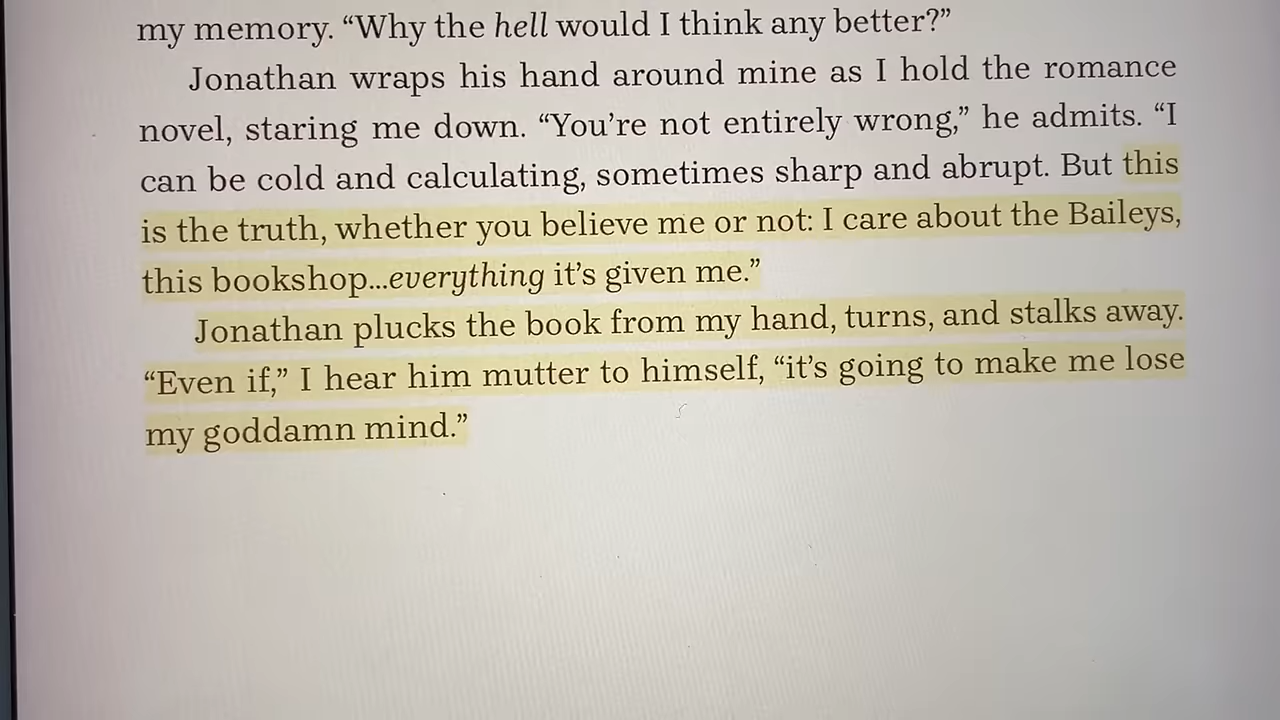 my memory. “Why the hell would I think any better?”
Jonathan wraps his hand around mine as I hold the romance
novel, staring me down. “You’re not entirely wrong,” he admits. “I
can be cold and calculating, sometimes sharp and abrupt. But this
is the truth, whether you believe me or not: I care about the Baileys,
this bookshop...everything it’s given me.”
Jonathan plucks the book from my hand, turns, and stalks away.
“Even if,” I hear him mutter to himself, “it’s going to make me lose
my goddamn mind.”